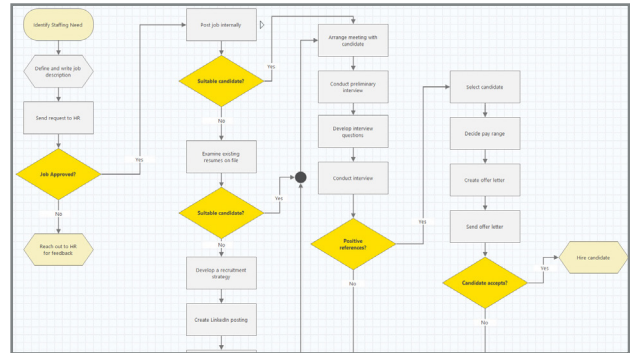 Identify Staffing Need
Define and write job
description
Send request to HR
Job Approved?
Yes
No
Reach out to HR
for feedback
Post job internally
Suitable candidate?
Yes
No
Examine existing
resumes on file
Suitable candidate?
Yes
No
Develop a recruitment
strategy
Create LinkedIn posting
Arrange meeting with
candidate
Conduct preliminary
interview
Develop interview
questions
Conduct interview
Positive
references?
Yes
No
Select candidate
Decide pay range
Create offer letter
Send offer letter
Candidate accepts?
Yes
No
Hire candidate